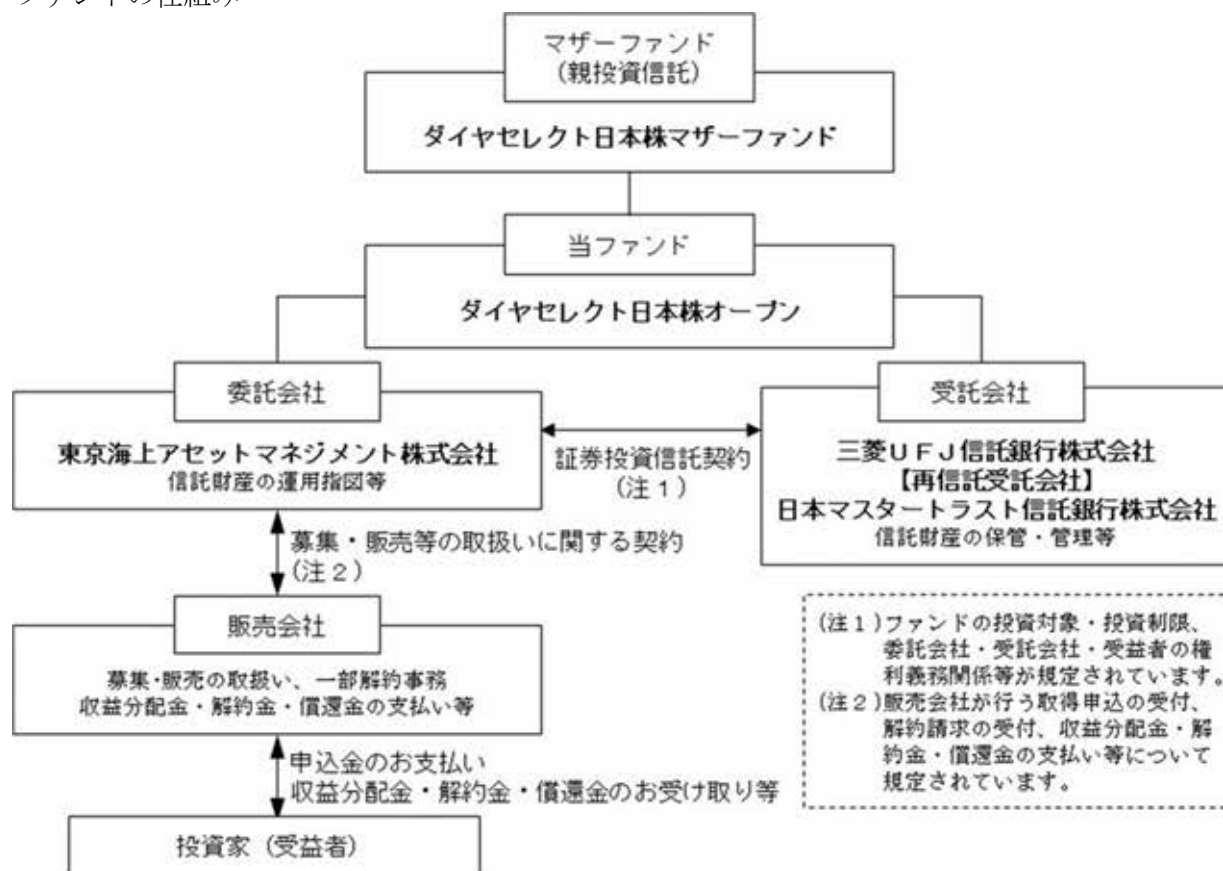 ファンドの仕組み
マザーファンド
(親投資信託)
ダイヤセレクト日本株マザーファンド
当ファンド
ダイヤセレクト日本株オープン
委託会社
東京海上アセットマネジメント株式会社
信託財産の運用指図等
証券投資信託契約
(注1)
受託会社
三菱UFJ信託銀行株式会社
【再信託受託会社】
日本マスタートラスト信託銀行株式会社
信託財産の保管・管理等
募集・販売等の取扱いに関する契約
(注2)
販売会社
募集・販売の取扱い、一部解約事務
収益分配金・解約金・償還金の支払い等
申込金のお支払い
収益分配金・解約金・償還金のお受け取り等
投資家(受益者)
(注1)ファンドの投資対象・投資制限、
委託会社・受託会社・受益者の権
利義務関係等が規定されています。
(注2)販売会社が行う取得申込の受付、
解約請求の受付、収益分配金・解
約金・償還金の支払い等について
規定されています。